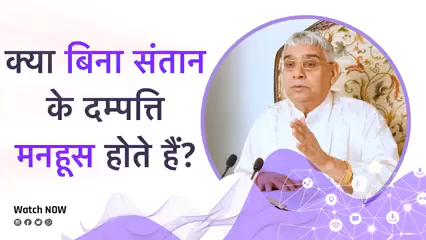 क्या बिना संतान
के दम्पत्ति
मनहूस होते हैं?
Watch NOW